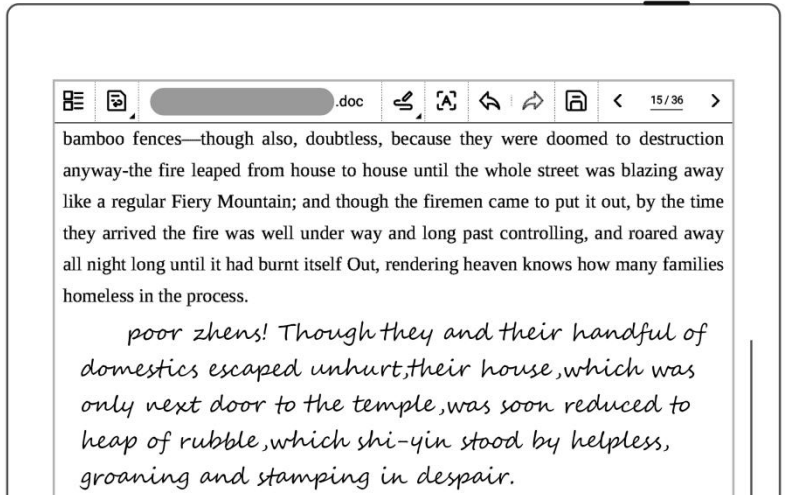 .doc
15/36
bamboo fences—though also, doubtless, because they were doomed to destruction
anyway-the fire leaped from house to house until the whole street was blazing away
like a regular Fiery Mountain; and though the firemen came to put it out, by the time
they arrived the fire was well under way and long past controlling, and roared away
all night long until it had burnt itself Out, rendering heaven knows how many families
homeless in the process.
poor zhens! Though they and their handful of
domestics escaped unhurt,their house,which was
only next door to the temple,was soon reduced to
heap of rubble,which shi-yin stood by helpless,
groaning and stamping in despair.